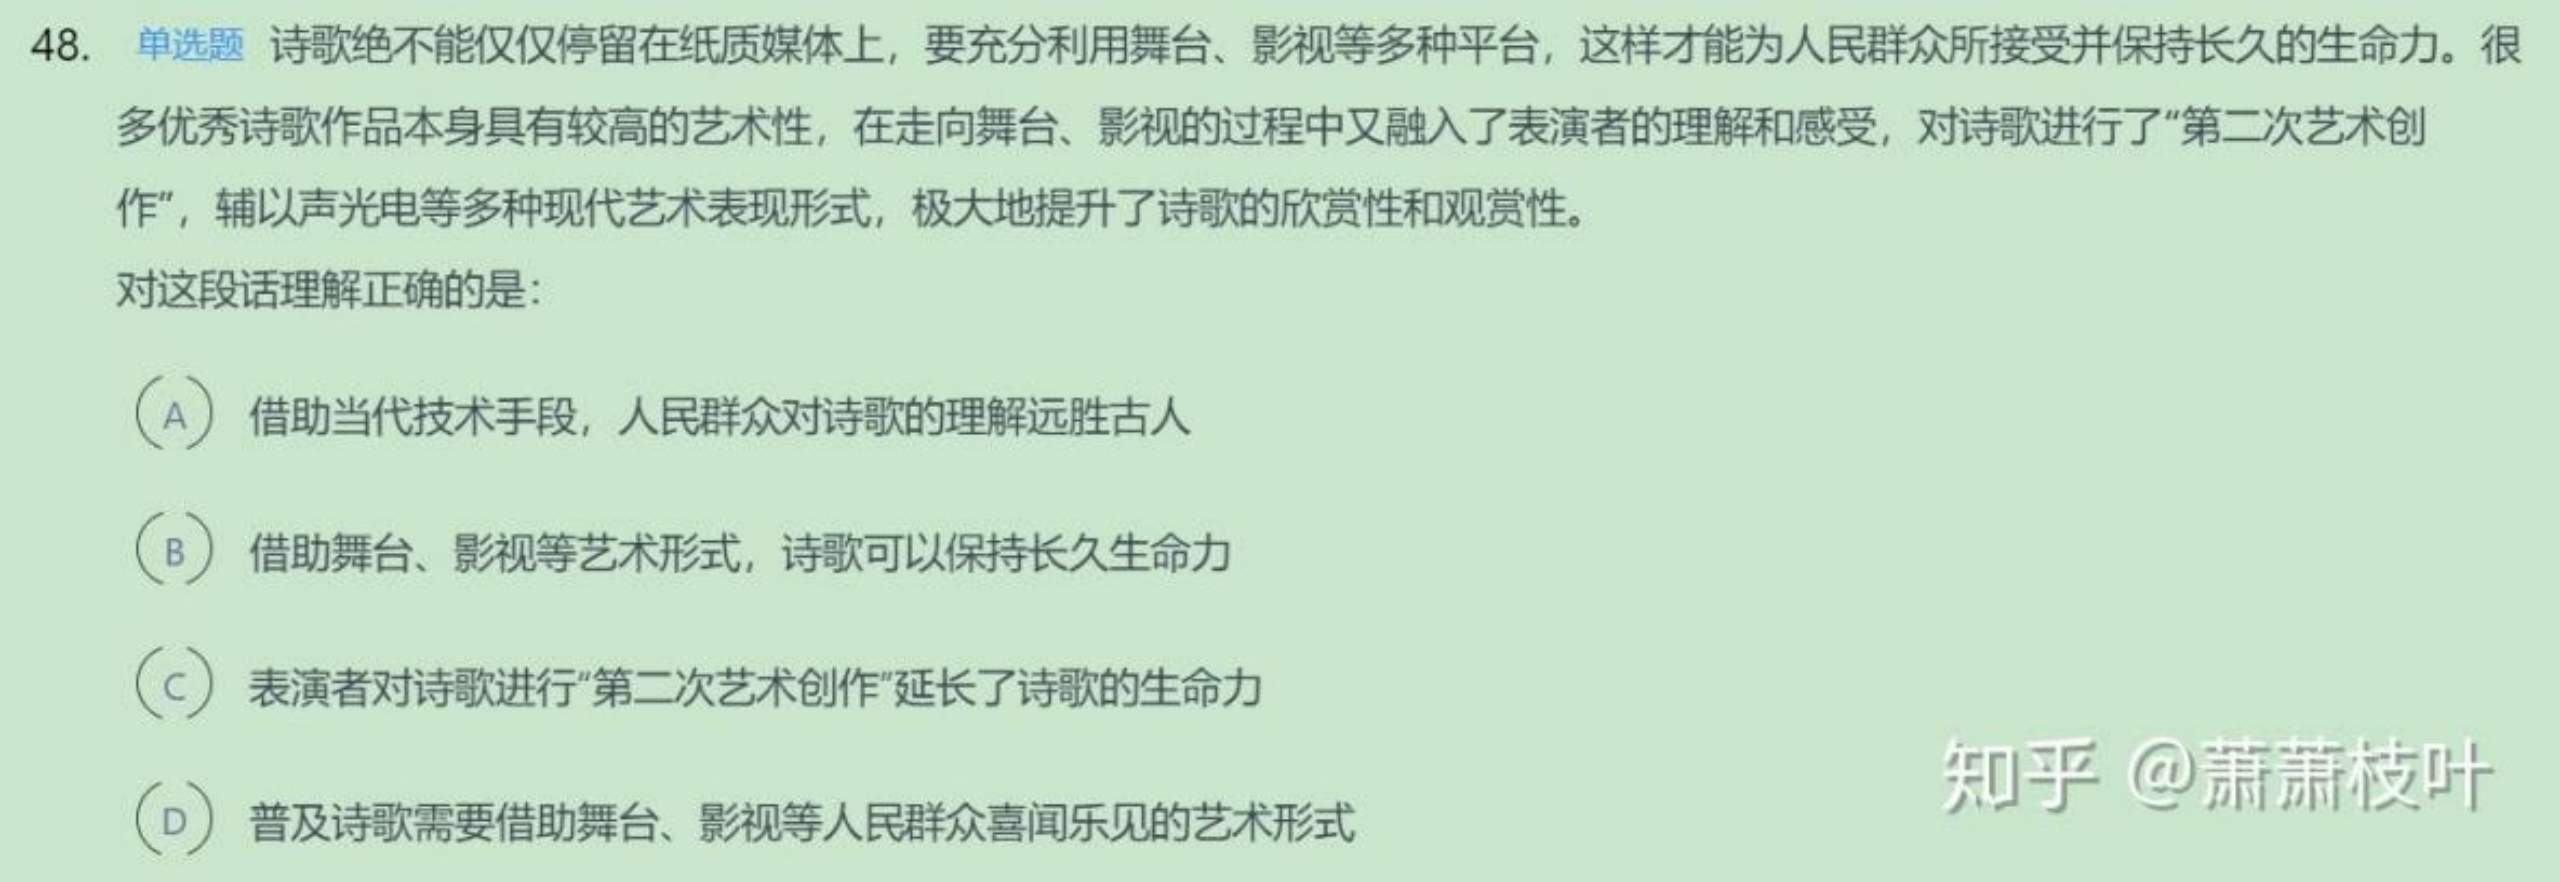 48. 单选题 诗歌绝不能仅仅停留在纸质媒体上，要充分利用舞台、影视等多种平台，这样才能为人民群众所接受并保持长久的生命力。很
多优秀诗歌作品本身具有较高的艺术性，在走向舞台、影视的过程中又融入了表演者的理解和感受，对诗歌进行了“第二次艺术创
作”，辅以声光电等多种现代艺术表现形式，极大地提升了诗歌的欣赏性和观赏性。
对这段话理解正确的是：
A 借助当代技术手段，人民群众对诗歌的理解远胜古人
B 借助舞台、影视等艺术形式，诗歌可以保持长久生命力
C 表演者对诗歌进行“第二次艺术创作”延长了诗歌的生命力
D 普及诗歌需要借助舞台、影视等人民群众喜闻乐见的艺术形式
知乎 @萧萧枝叶